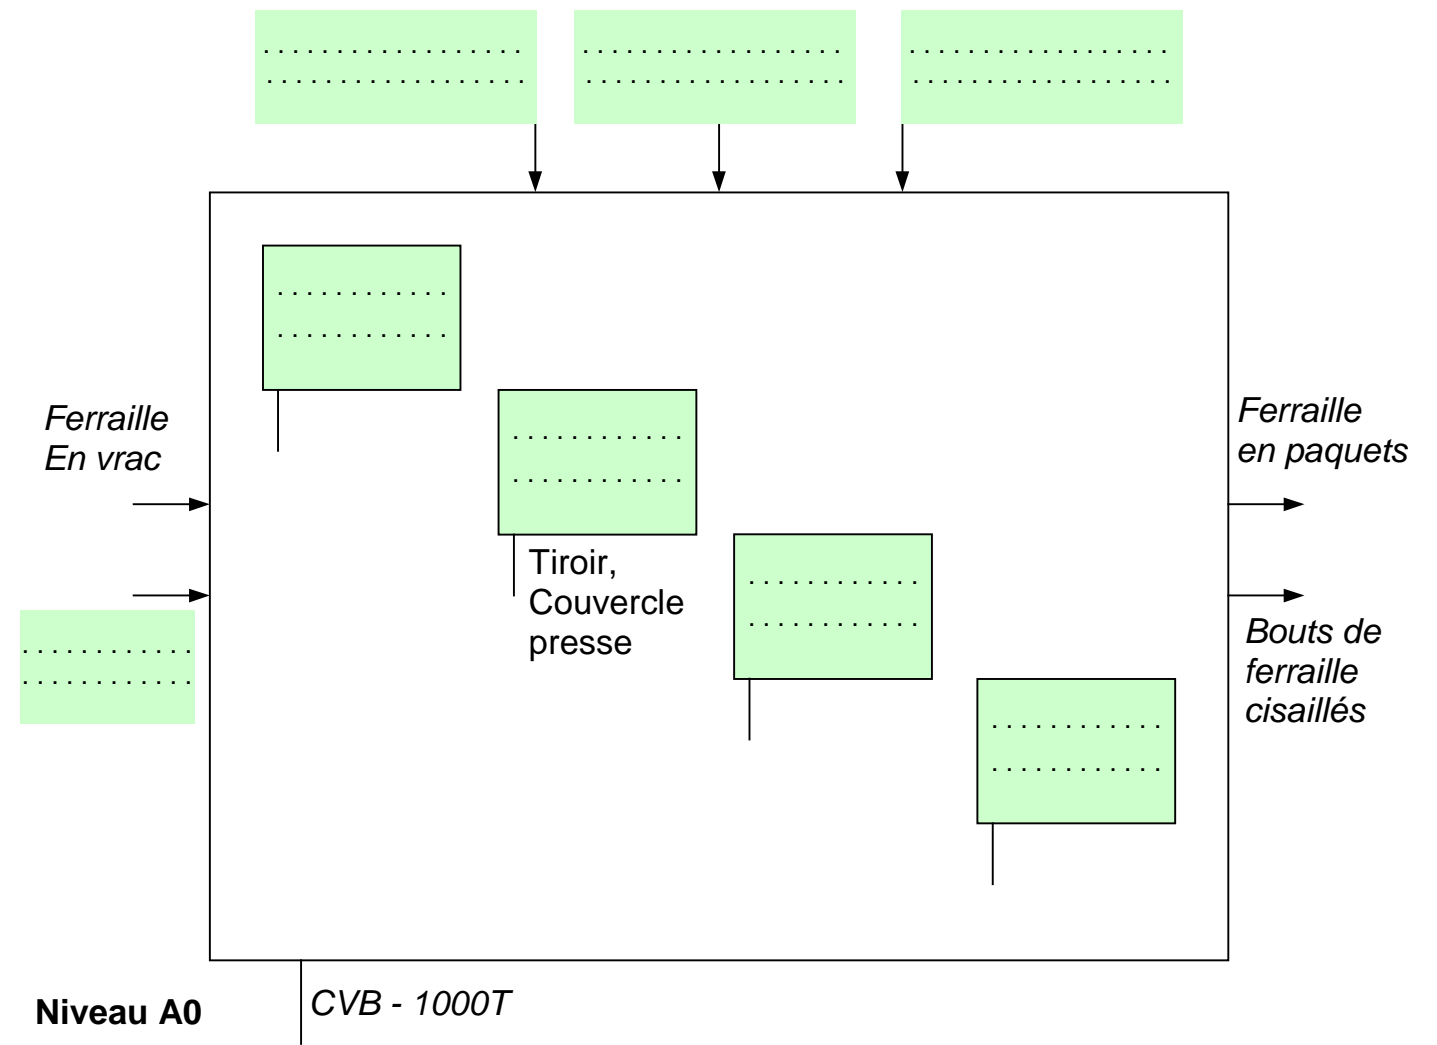 . . . . . . . . . . . . . . . . . .
. . . . . . . . . . . . . . . . . .
. . . . . . . . . . . . . . . . . .
. . . . . . . . . . . . . . . . . .
. . . . . . . . . . . . . . . . . .
. . . . . . . . . . . . . . . . . .
. . . . . . . . . . . .
. . . . . . . . . . . .
Ferraille
En vrac
. . . . . . . . . . . .
. . . . . . . . . . . .
Ferraille
en paquets
Tiroir,
Couvercle
presse
. . . . . . . . . . . .
. . . . . . . . . . . .
. . . . . . . . . . . .
. . . . . . . . . . . .
Bouts de
ferraille
cisaillés
. . . . . . . . . . . .
. . . . . . . . . . . .
Niveau A0
CVB - 1000T